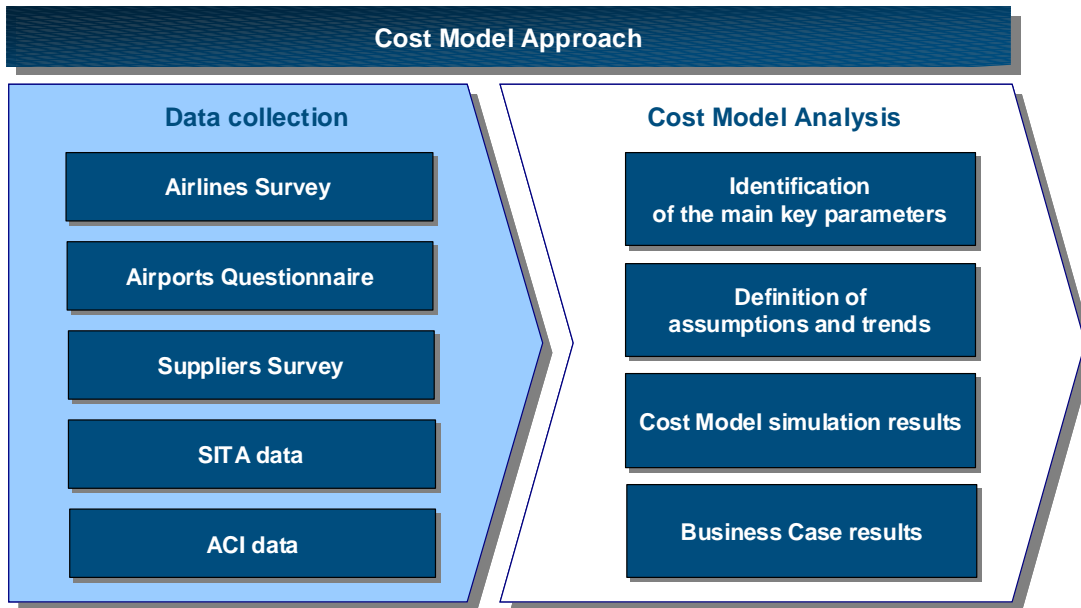 Cost Model Approach
Data collection
Airlines Survey
Airports Questionnaire
Suppliers Survey
SITA data
ACI data
Cost Model Analysis
Identification
of the main key parameters
Definition of
assumptions and trends
Cost Model simulation results
Business Case results